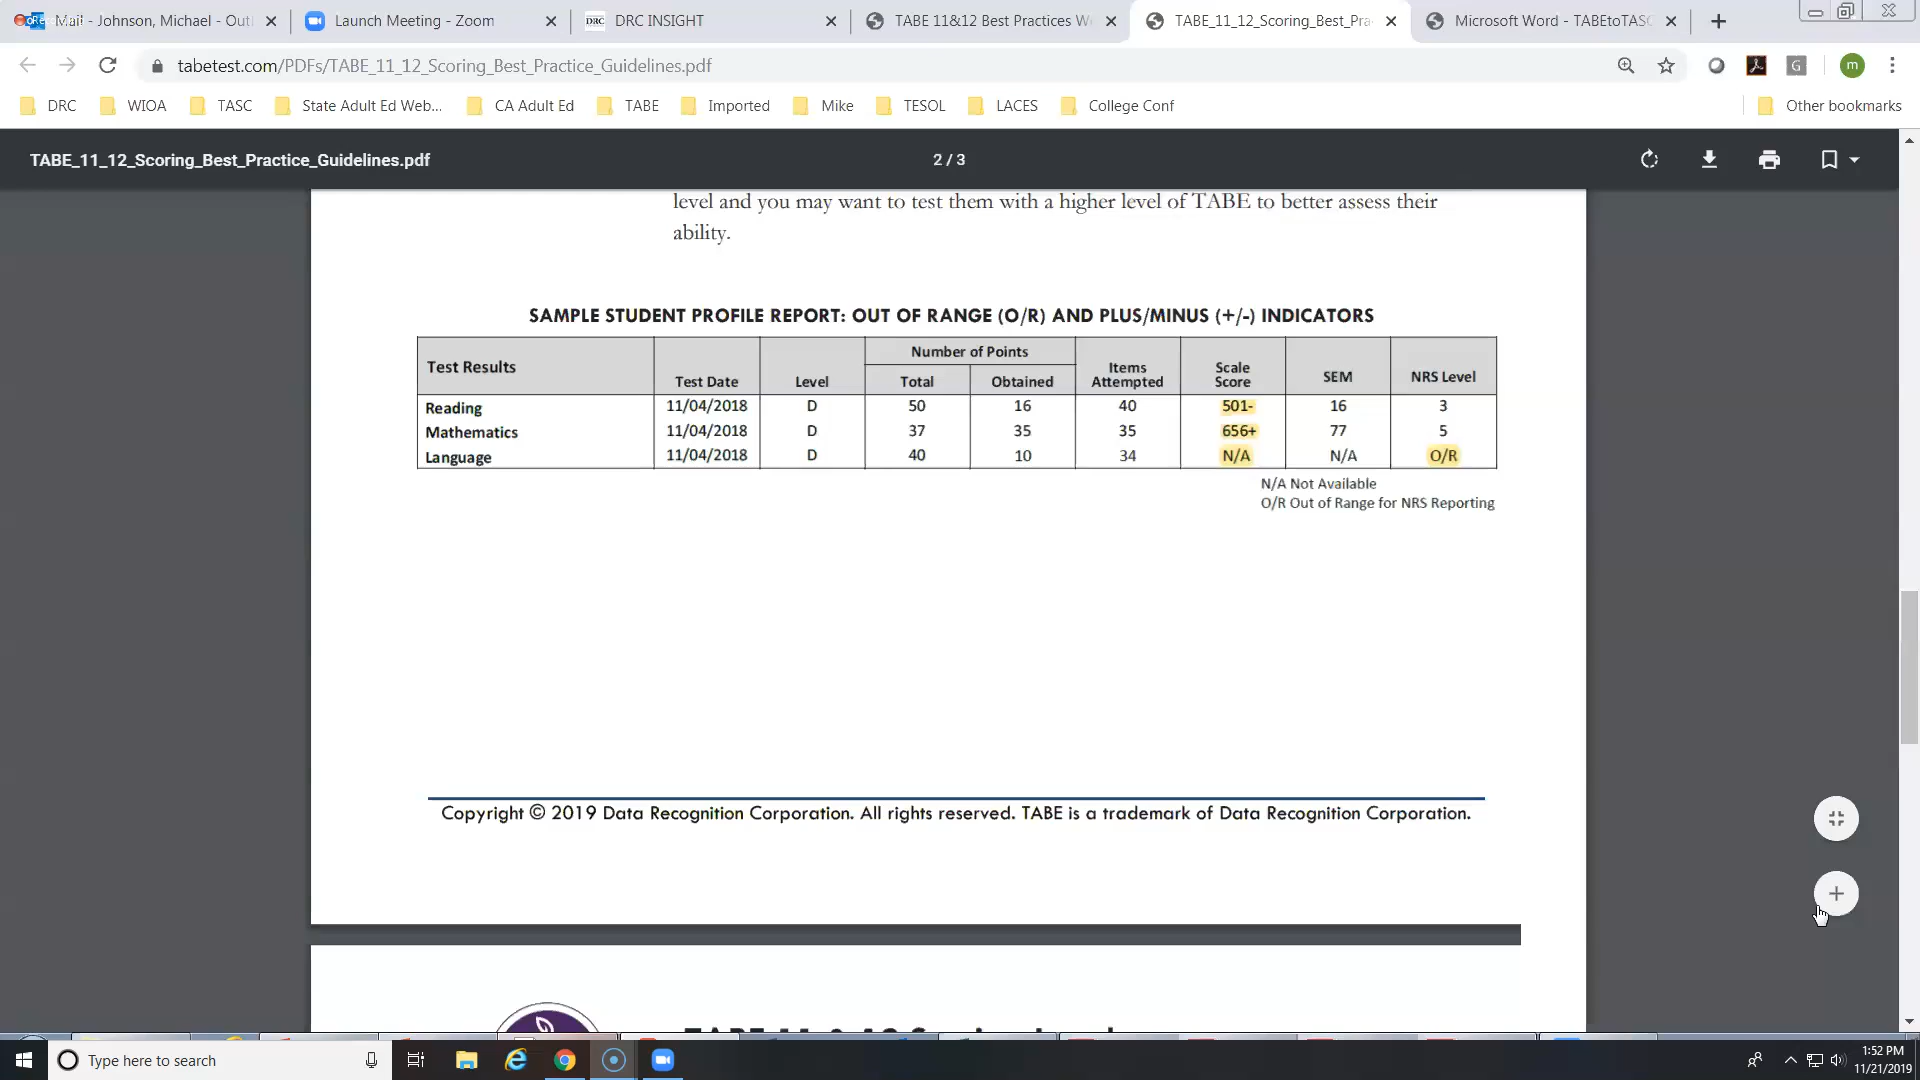 Mail - Johnson, Michael - Outl
Launch Meeting - Zoom
DRC INSIGHT
TABE 11&12 Best Practices W
TABE_11_12_Scoring_Best_Pra
Microsoft Word - TABEtoTASC
tabetest.com/PDFs/TABE_11_12_Scoring_Best_Practice_Guidelines.pdf
DRC WIOA TASC State Adult Ed Web... CA Adult Ed TABE Imported Mike TESOL LACES College Conf Other bookmarks
TABE_11_12_Scoring_Best_Practice_Guidelines.pdf 2 / 3
level and you may want to test them with a higher level of TABE to better assess their
ability.
SAMPLE STUDENT PROFILE REPORT: OUT OF RANGE (O/R) AND PLUS/MINUS (+/-) INDICATORS
Test Results Test Date Level Number of Points Total Obtained Items Attempted Scale Score SEM NRS Level
Reading 11/04/2018 D 50 16 40 501- 16 3
Mathematics 11/04/2018 D 37 35 35 656+ 77 5
Language 11/04/2018 D 40 10 34 N/A N/A O/R
N/A Not Available
O/R Out of Range for NRS Reporting
Copyright © 2019 Data Recognition Corporation. All rights reserved. TABE is a trademark of Data Recognition Corporation.
Type here to search
1:52 PM
11/21/2019